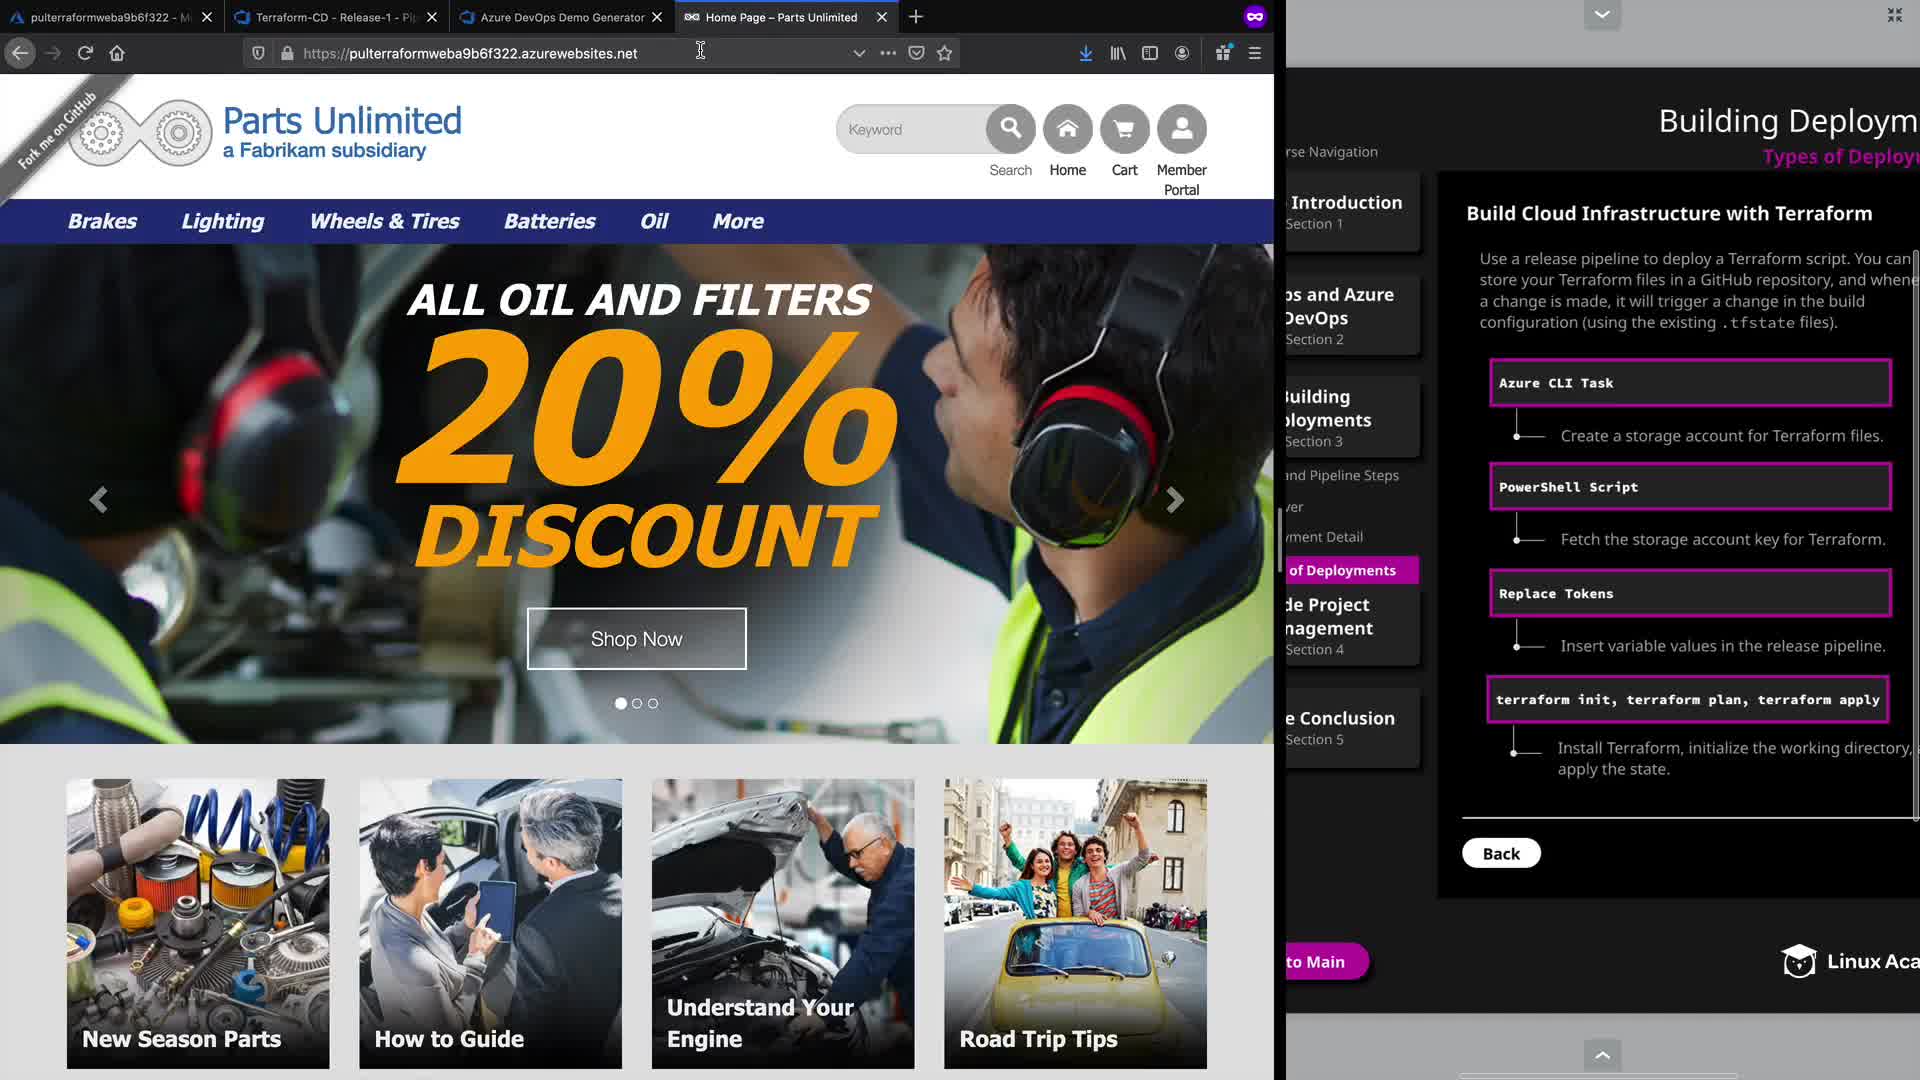 pulterraformweba9b6f322 - M
Terraform-CD - Release-1 - Pip
Azure DevOps Demo Generator
Home Page – Parts Unlimited
https://pulterraformweba9b6f322.azurewebsites.net
Fork me on GitHub
Parts Unlimited
a Fabrikam subsidiary
Keyword
Search
Home
Cart
Member
Portal
Brakes
Lighting
Wheels & Tires
Batteries
Oil
More
ALL OIL AND FILTERS
20%
DISCOUNT
Shop Now
New Season Parts
How to Guide
Understand Your
Engine
Road Trip Tips
Building Deploym
Types of Deploy
rse Navigation
Introduction
Section 1
ps and Azure
DevOps
Section 2
Building
ployments
Section 3
and Pipeline Steps
ver
yment Detail
of Deployments
de Project
nagement
Section 4
e Conclusion
Section 5
to Main
Build Cloud Infrastructure with Terraform
Use a release pipeline to deploy a Terraform script. You can
store your Terraform files in a GitHub repository, and whene
a change is made, it will trigger a change in the build
configuration (using the existing .tfstate files).
Azure CLI Task
Create a storage account for Terraform files.
PowerShell Script
Fetch the storage account key for Terraform.
Replace Tokens
Insert variable values in the release pipeline.
terraform init, terraform plan, terraform apply
Install Terraform, initialize the working directory,
apply the state.
Back
Linux Aca